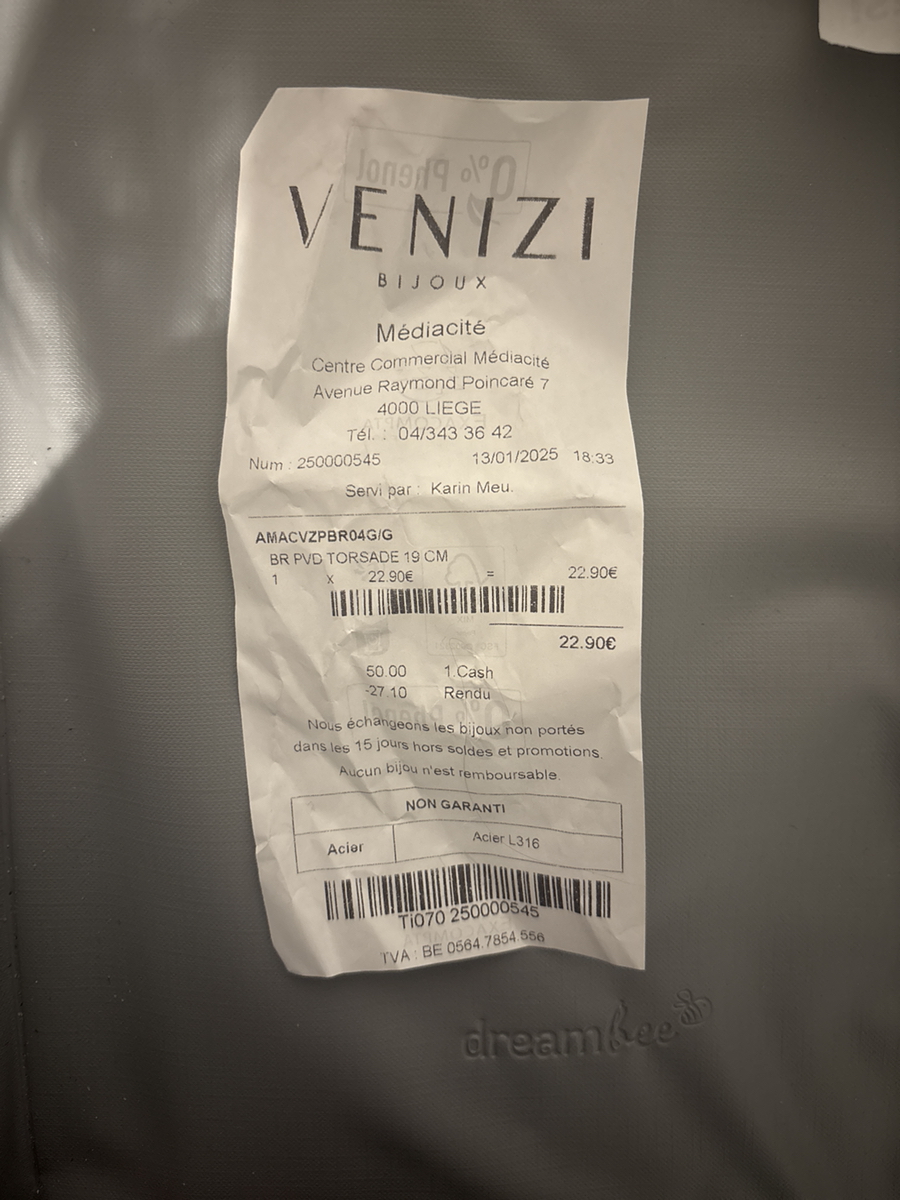 VENIZI
BIJOUX
Médiacité
Centre Commercial Médiacité
Avenue Raymond Poincaré 7
4000 LIEGE
Tél. : 04/343 36 42
Num : 250000545 13/01/2025 18:33
Servi par : Karin Meu.
AMACVZPBR04G/G
BR PVD TORSADE 19 CM
1 x 22.90€ = 22.90€
22.90€
50.00 1.Cash
-27.10 Rendu
Nous échangeons les bijoux non portés
dans les 15 jours hors soldes et promotions.
Aucun bijou n'est remboursable.
NON GARANTI
Acier Acier L316
Ti070 250000545
TVA : BE 0564.7854.556
dreambee